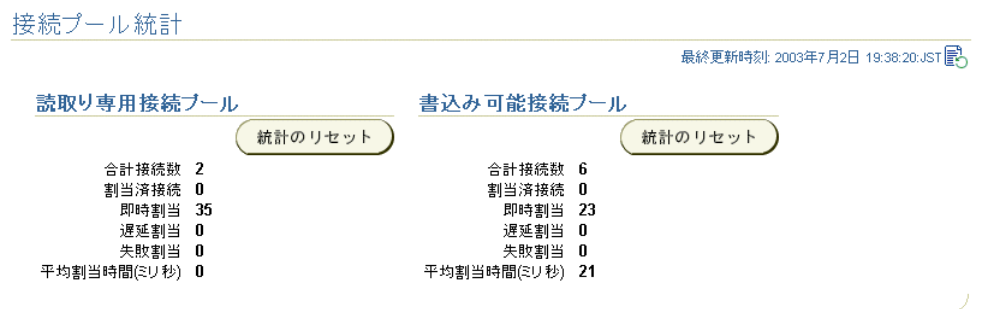 接続プール統計
最終更新時刻: 2003年7月2日 19:38:20:JST
読取り専用接続プール
統計のリセット
合計接続数 2
割当済接続 0
即時割当 35
遅延割当 0
失敗割当 0
平均割当時間(ミリ秒) 0
書込み可能接続プール
統計のリセット
合計接続数 6
割当済接続 0
即時割当 23
遅延割当 0
失敗割当 0
平均割当時間(ミリ秒) 21